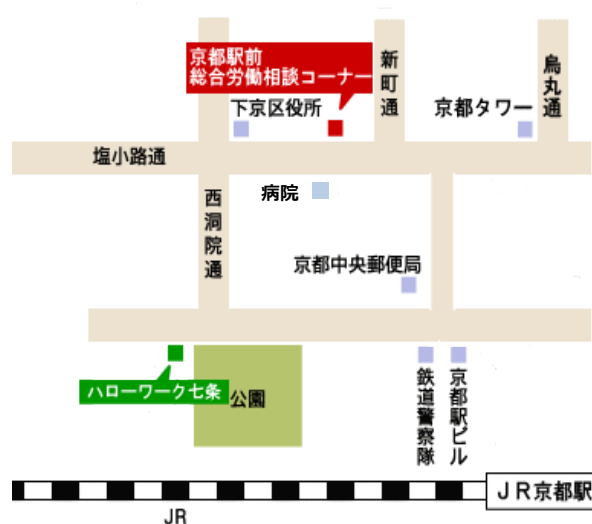 京都駅前
総合労働相談コーナー
新町通
烏丸通
下京区役所
京都タワー
塩小路通
病院
西洞院通
京都中央郵便局
ハローワーク七条
公園
鉄道警察隊
京都駅ビル
JR京都駅
JR